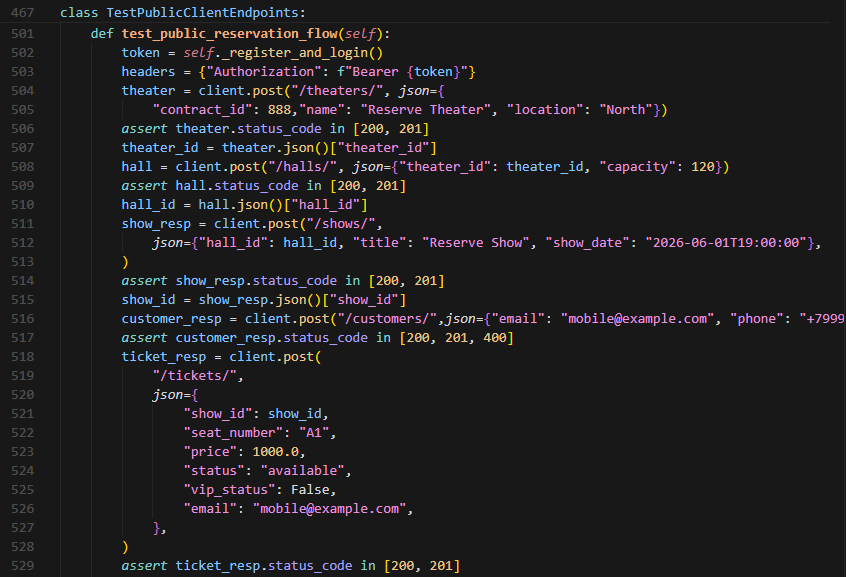 467 class TestPublicClientEndpoints:
501     def test_public_reservation_flow(self):
502         token = self._register_and_login()
503         headers = {"Authorization": f"Bearer {token}"}
504         theater = client.post("/theaters/", json={
505             "contract_id": 888,"name": "Reserve Theater", "location": "North"})
506         assert theater.status_code in [200, 201]
507         theater_id = theater.json()["theater_id"]
508         hall = client.post("/halls/", json={"theater_id": theater_id, "capacity": 120})
509         assert hall.status_code in [200, 201]
510         hall_id = hall.json()["hall_id"]
511         show_resp = client.post("/shows/",
512             json={"hall_id": hall_id, "title": "Reserve Show", "show_date": "2026-06-01T19:00:00"},
513         )
514         assert show_resp.status_code in [200, 201]
515         show_id = show_resp.json()["show_id"]
516         customer_resp = client.post("/customers/",json={"email": "mobile@example.com", "phone": "+7999
517         assert customer_resp.status_code in [200, 201, 400]
518         ticket_resp = client.post(
519             "/tickets/",
520             json={
521                 "show_id": show_id,
522                 "seat_number": "A1",
523                 "price": 1000.0,
524                 "status": "available",
525                 "vip_status": False,
526                 "email": "mobile@example.com",
527             },
528         )
529         assert ticket_resp.status_code in [200, 201]